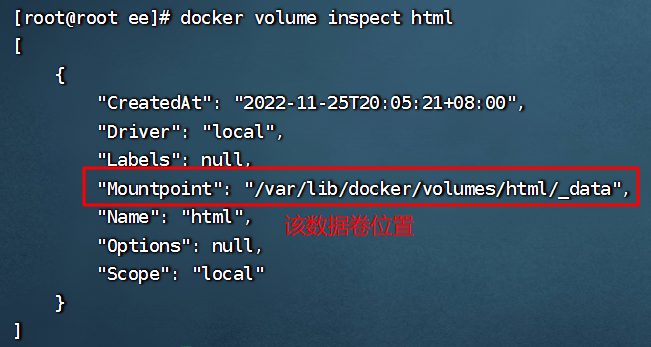 [root@root ee]# docker volume inspect html
[
    {
        "CreatedAt": "2022-11-25T20:05:21+08:00",
        "Driver": "local",
        "Labels": null,
        "Mountpoint": "/var/lib/docker/volumes/html/_data",
        "Name": "html",
该数据卷位置
        "Options": null,
        "Scope": "local"
    }
]